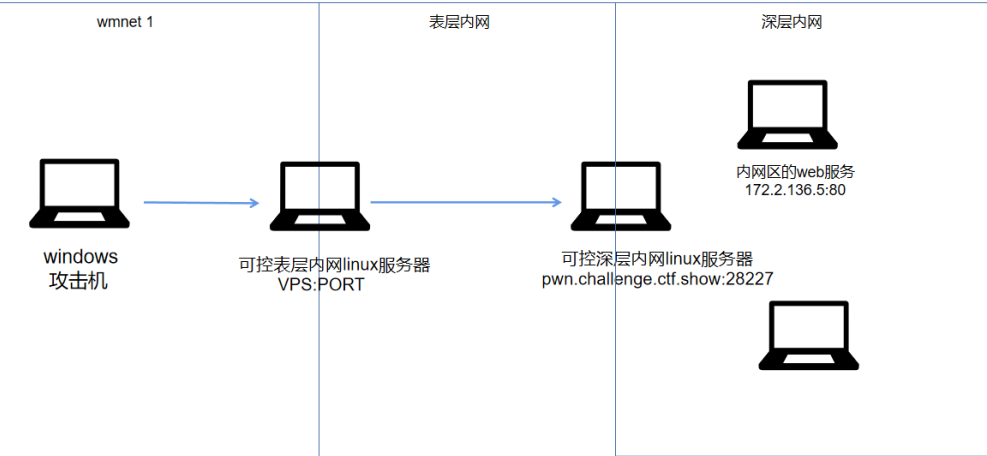 wmnet 1
表层内网
深层内网
windows
攻击机
可控表层内网linux服务器
VPS:PORT
可控深层内网linux服务器
pwn.challenge.ctf.show:28227
内网区的web服务
172.2.136.5:80